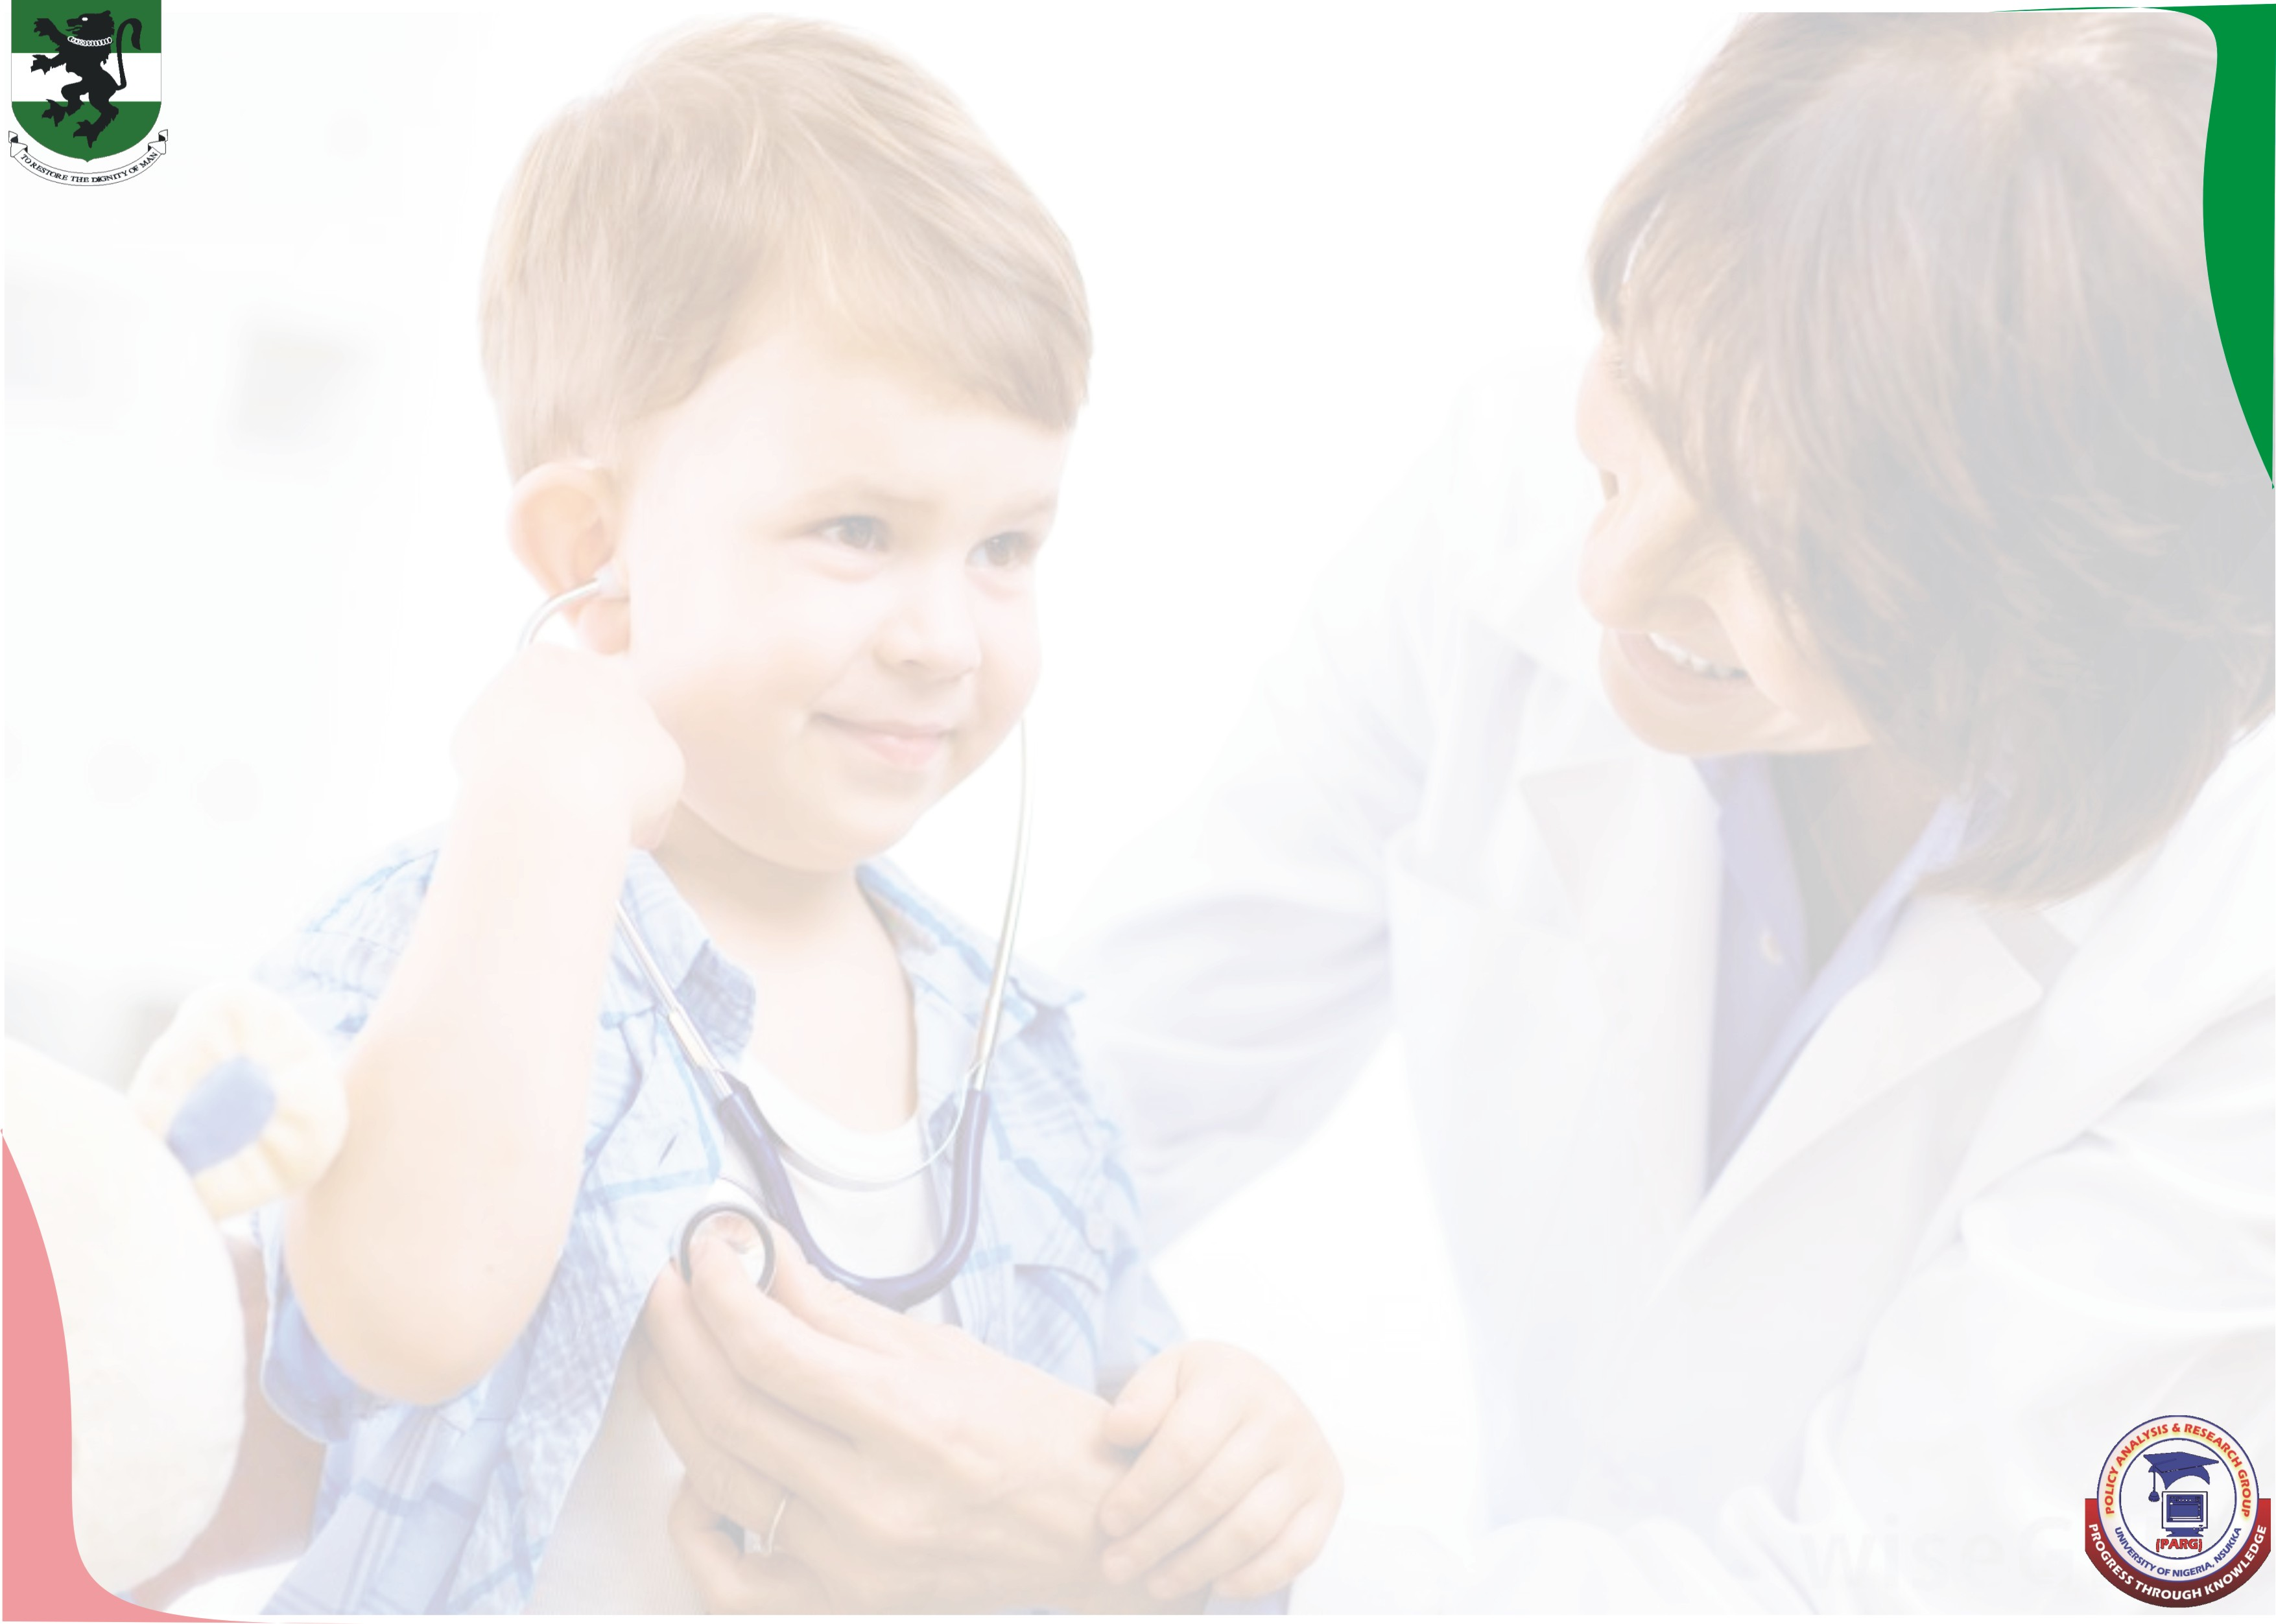 TO RESTORE THE DIGNITY OF MAN
POLICY ANALYSIS & RESEARCH GROUP
(PARG)
UNIVERSITY OF NIGERIA, NSUKKA
PROGRESS THROUGH KNOWLEDGE